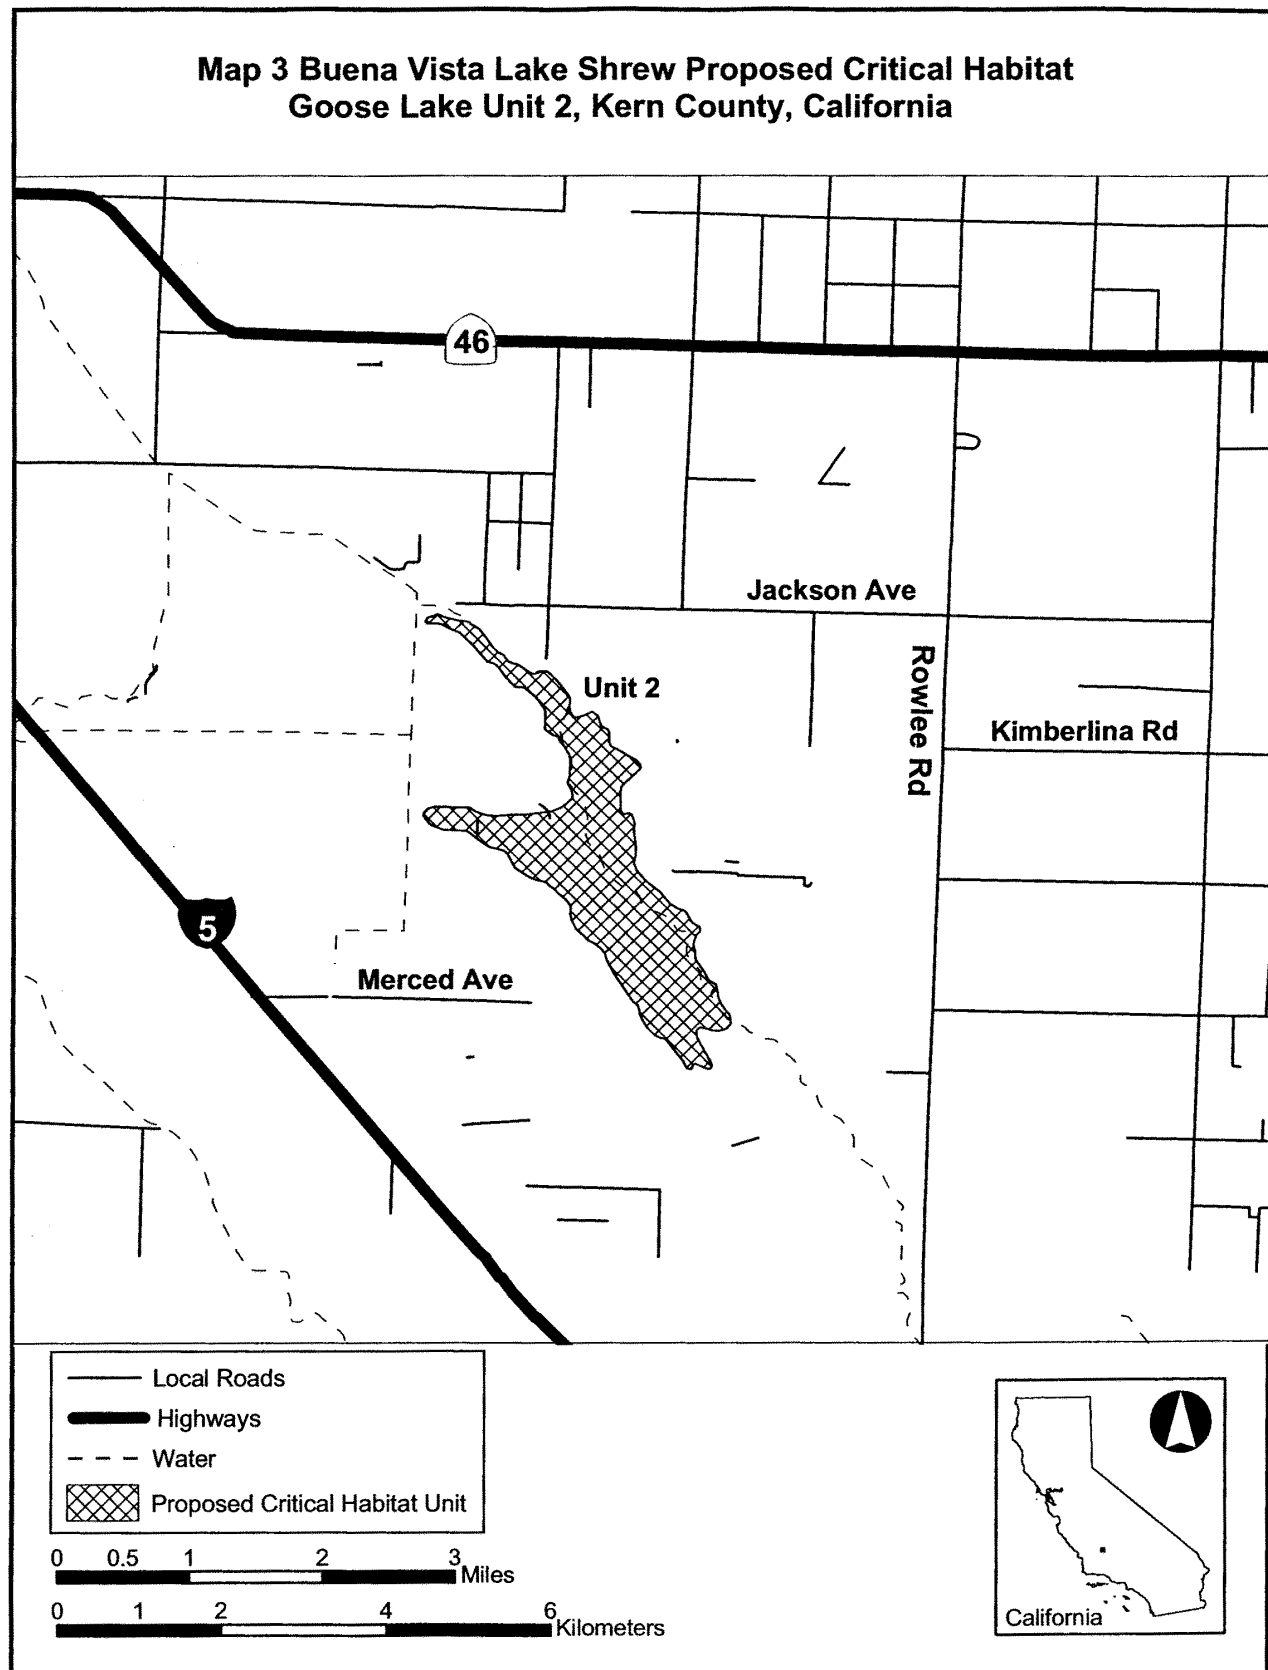 Map 3 Buena Vista Lake Shrew Proposed Critical Habitat
Goose Lake Unit 2, Kern County, California
46
Jackson Ave
Unit 2
Rowlee Rd
Kimberlina Rd
5
Merced Ave
Local Roads
Highways
Water
Proposed Critical Habitat Unit
0 0.5 1 2 3
Miles
0 1 2 4 6
Kilometers
California